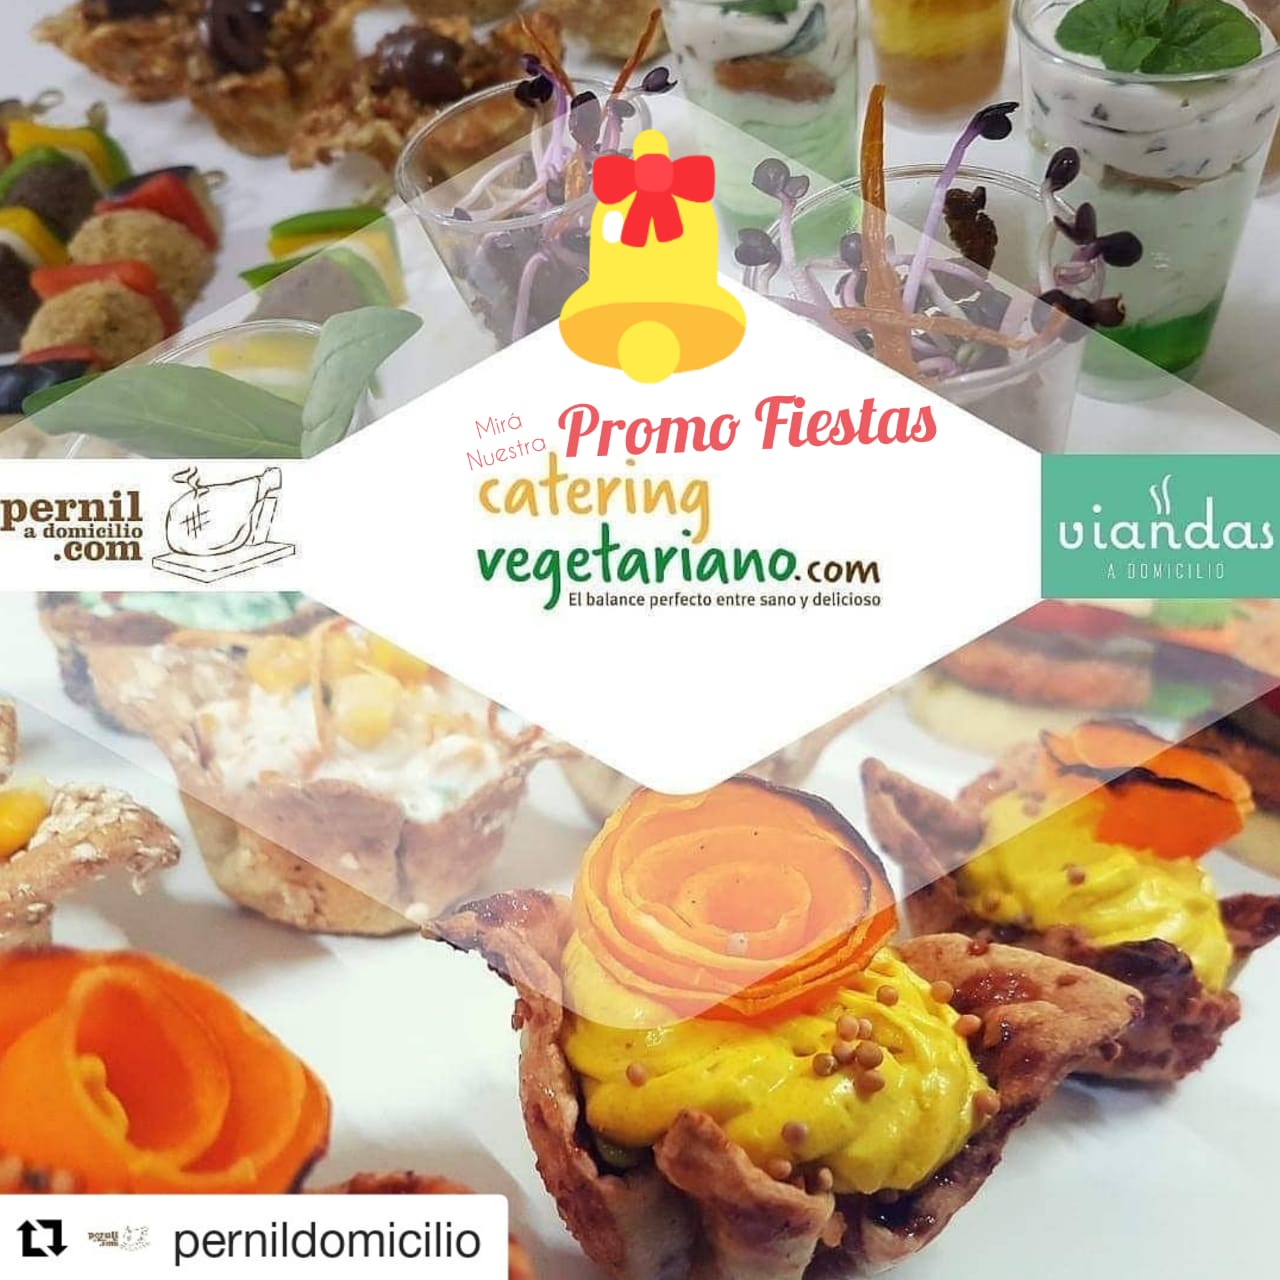 Mirá
Nuestra
Promo Fiestas
catering
vegetariano.com
El balance perfecto entre sano y delicioso
pernil
a domicilio
.com
viandas
A DOMICILIO
pernildomicilio